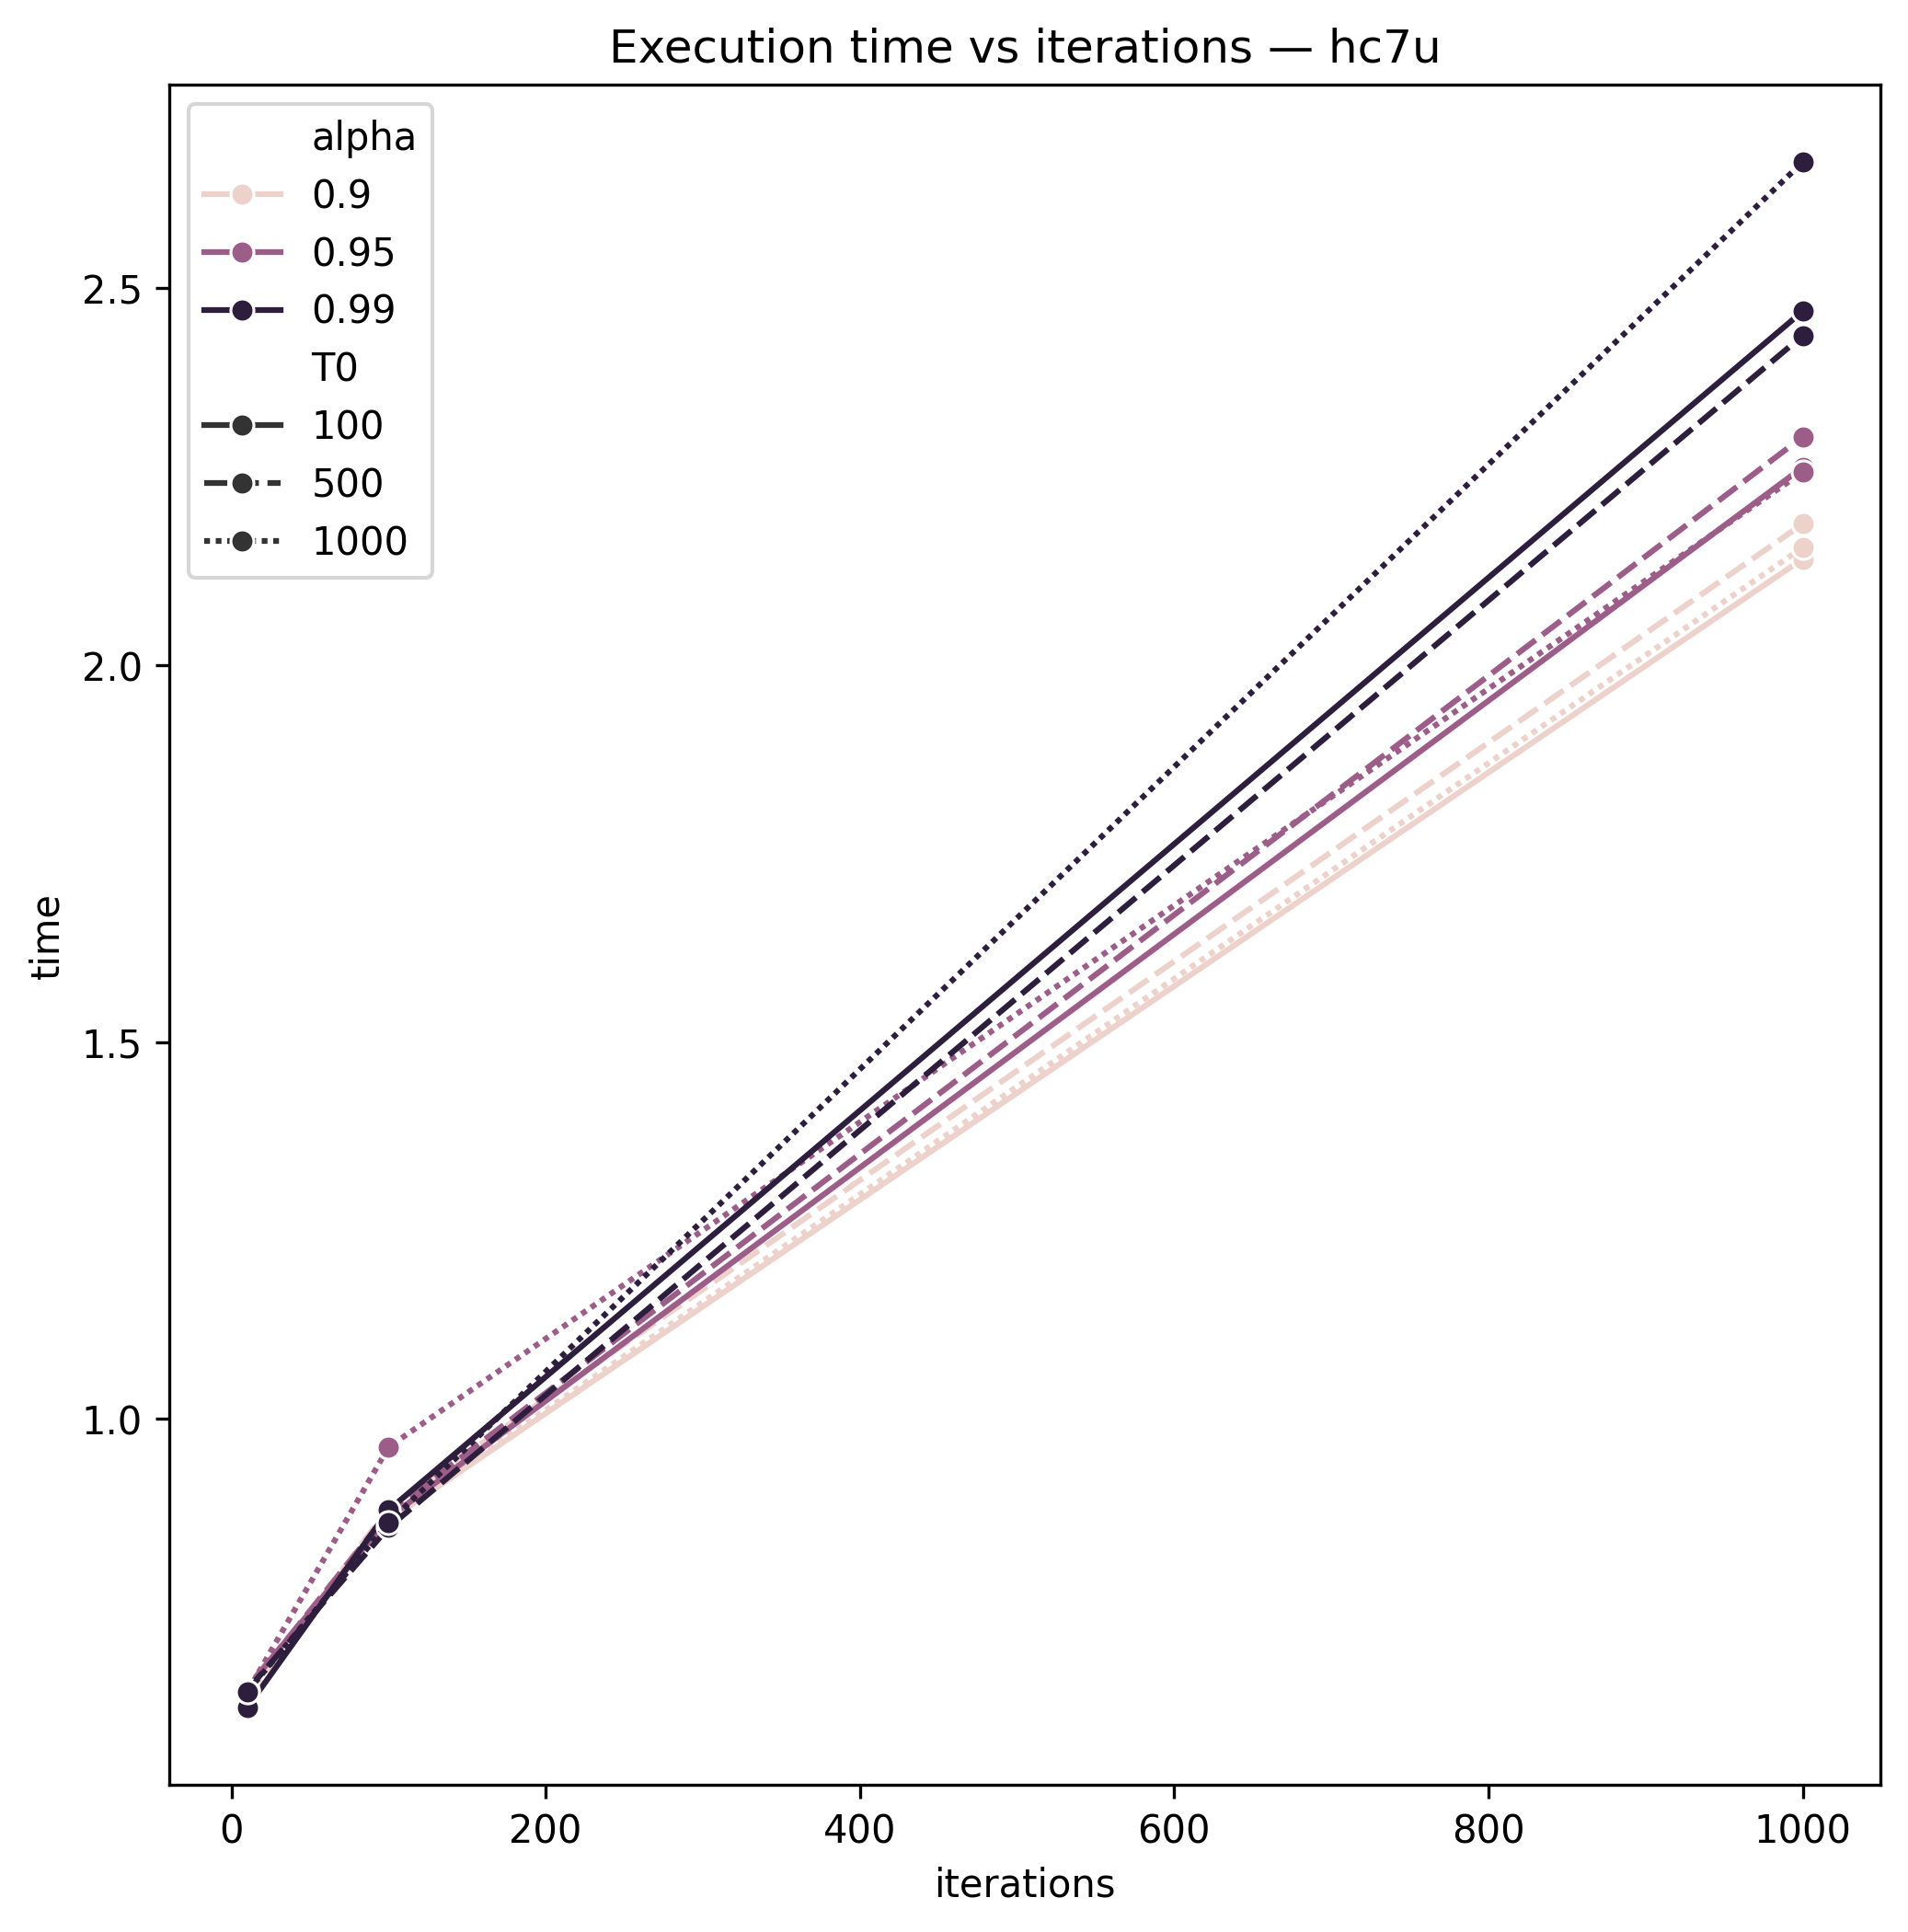 Execution time vs iterations — hc7u
alpha
0.9
0.95
0.99
T0
100
500
1000
2.5
2.0
1.5
1.0
time
0 200 400 600 800 1000
iterations